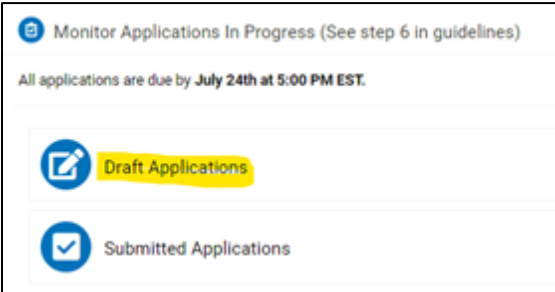 Monitor Applications In Progress (See step 6 in guidelines)
All applications are due by July 24th at 5:00 PM EST.
Draft Applications
Submitted Applications